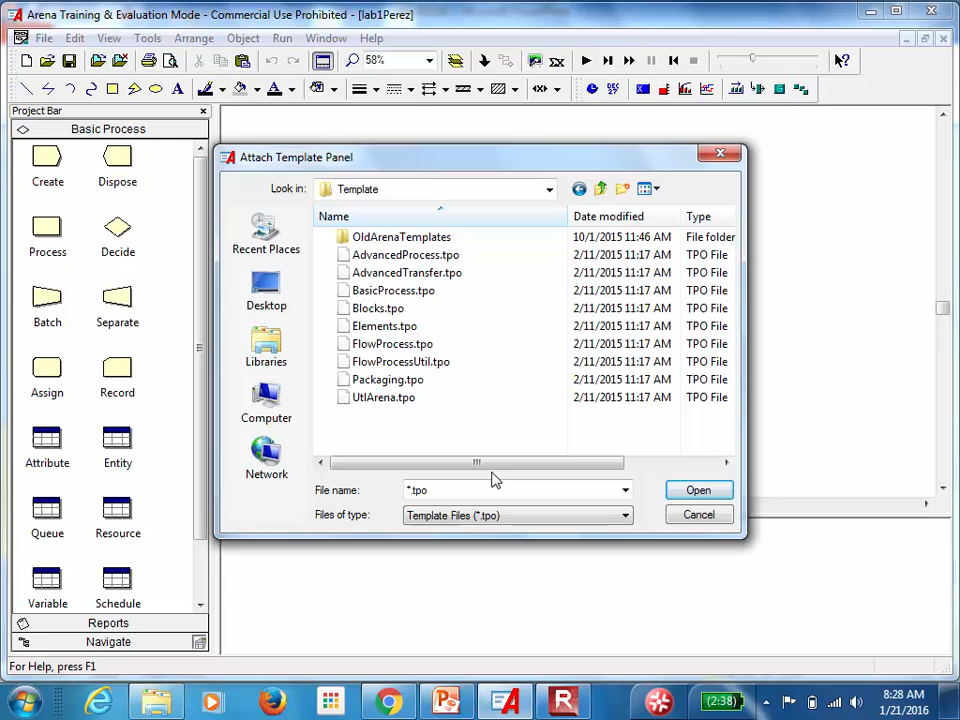 Arena Training & Evaluation Mode - Commercial Use Prohibited - [lab1Perez]
File Edit View Tools Arrange Object Run Window Help
58%
Project Bar
Basic Process
Create Dispose
Process Decide
Batch Separate
Assign Record
Attribute Entity
Queue Resource
Variable Schedule
Reports
Navigate
Attach Template Panel
Look in: Template
Recent Places
Desktop
Libraries
Computer
Network
Name Date modified Type
OldArenaTemplates 10/1/2015 11:46 AM File folder
AdvancedProcess.tpo 2/11/2015 11:17 AM TPO File
AdvancedTransfer.tpo 2/11/2015 11:17 AM TPO File
BasicProcess.tpo 2/11/2015 11:17 AM TPO File
Blocks.tpo 2/11/2015 11:17 AM TPO File
Elements.tpo 2/11/2015 11:17 AM TPO File
FlowProcess.tpo 2/11/2015 11:17 AM TPO File
FlowProcessUtil.tpo 2/11/2015 11:17 AM TPO File
Packaging.tpo 2/11/2015 11:17 AM TPO File
UtlArena.tpo 2/11/2015 11:17 AM TPO File
File name: *.tpo Open
Files of type: Template Files (*.tpo) Cancel
For Help, press F1
(2:38)
8:28 AM
1/21/2016